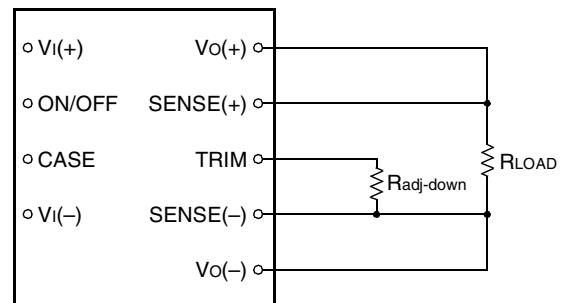 VI(+) VO(+)
ON/OFF SENSE(+)
CASE TRIM
RLOAD
Radj-down
VI(–) SENSE(–)
VO(–)